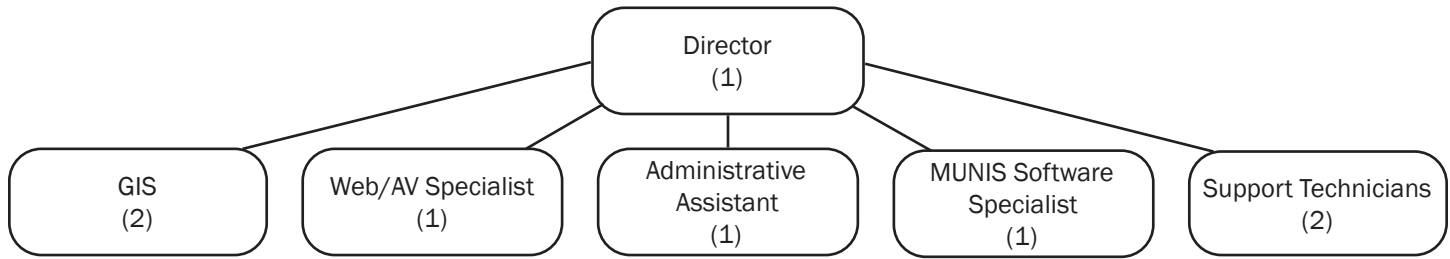 Director
(1)
GIS
(2)
Web/AV Specialist
(1)
Administrative
Assistant
(1)
MUNIS Software
Specialist
(1)
Support Technicians
(2)